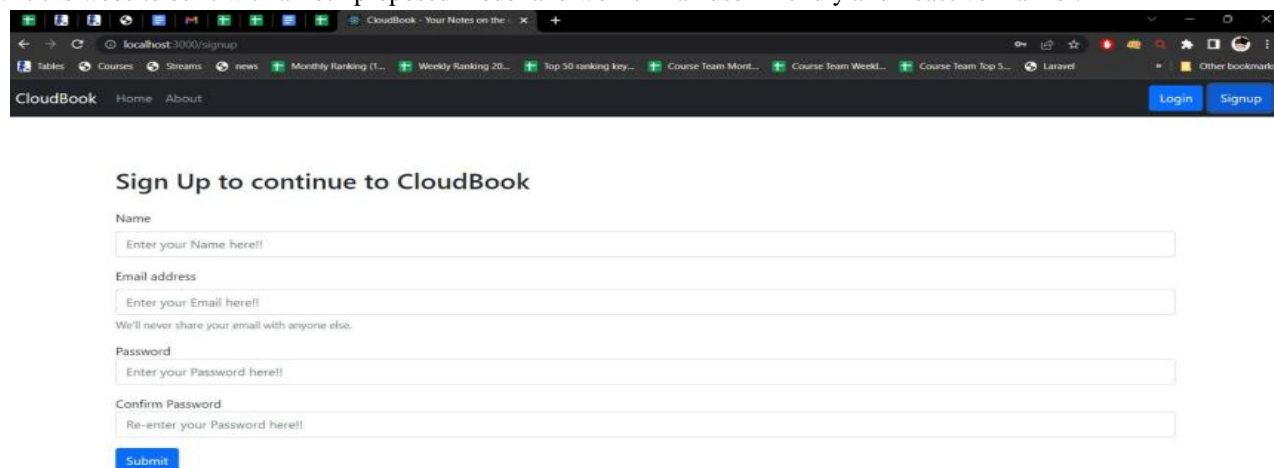 CloudBook - Your Notes on the c
localhost:3000/signup
Tables Courses Streams news Monthly Ranking (1... Weekly Ranking 20... Top 50 ranking key... Course Team Mont... Course Team Weekl... Course Team Top 5... Laravel » Other bookmarks
CloudBook Home About Login Signup
Sign Up to continue to CloudBook
Name
Enter your Name here!!
Email address
Enter your Email here!!
We'll never share your email with anyone else.
Password
Enter your Password here!!
Confirm Password
Re-enter your Password here!!
Submit